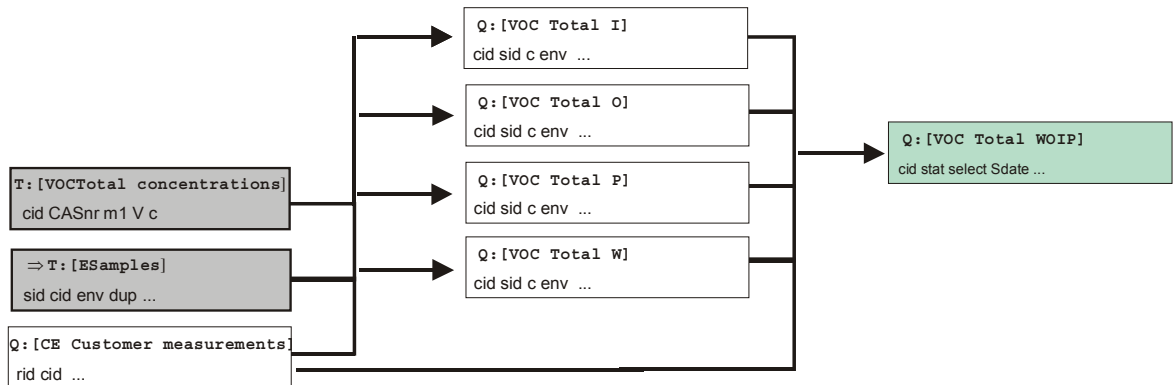 Q:[VOC Total I]
cid sid c env ...
Q:[VOC Total O]
cid sid c env ...
Q:[VOC Total WOIP]
cid stat select Sdate ...
T:[VOCTotal concentrations]
cid CASnr m1 V c
Q:[VOC Total P]
cid sid c env ...
⇒T:[ESamples]
sid cid env dup ...
Q:[VOC Total W]
cid sid c env ...
Q:[CE Customer measurements]
rid cid ...